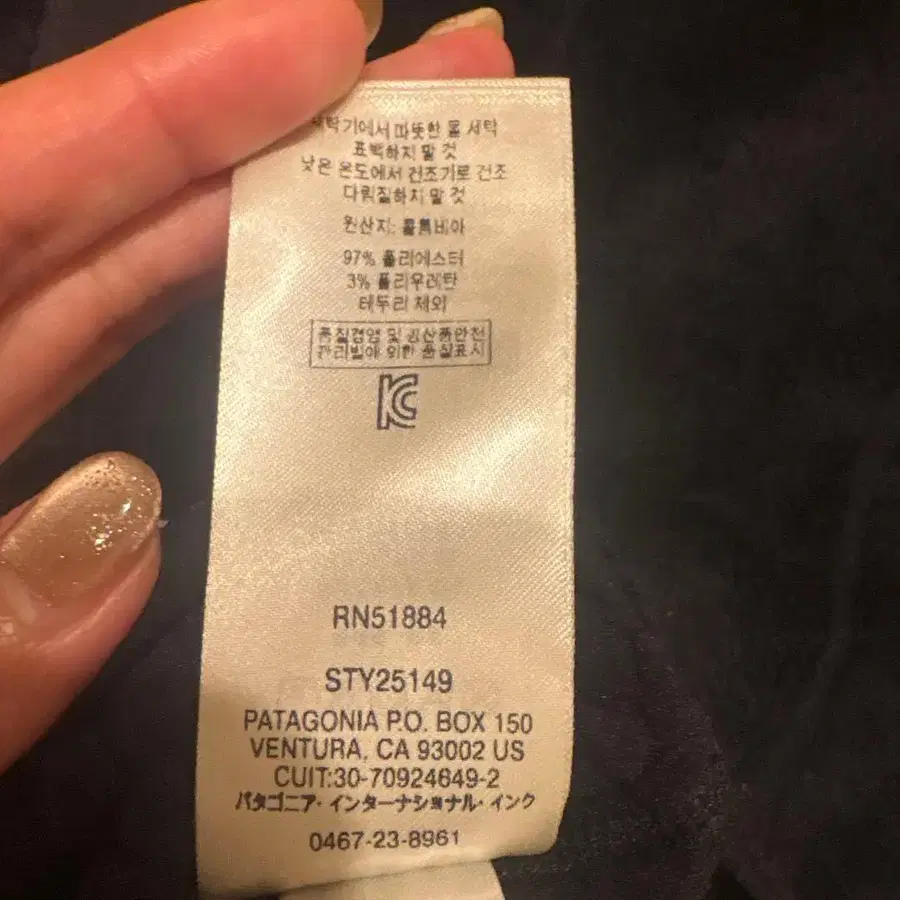 세탁기에서 따뜻한 물 세탁
표백하지 말 것
낮은 온도에서 건조기로 건조
다림질하지 말 것
원산지: 콜롬비아
97% 폴리에스터
3% 폴리우레탄
테두리 제외
품질경영 및 공산품안전
관리법에 의한 품질표시
KC
RN51884
STY25149
PATAGONIA P.O. BOX 150
VENTURA, CA 93002 US
CUIT:30-70924649-2
パタゴニア・インターナショナル・インク
0467-23-8961